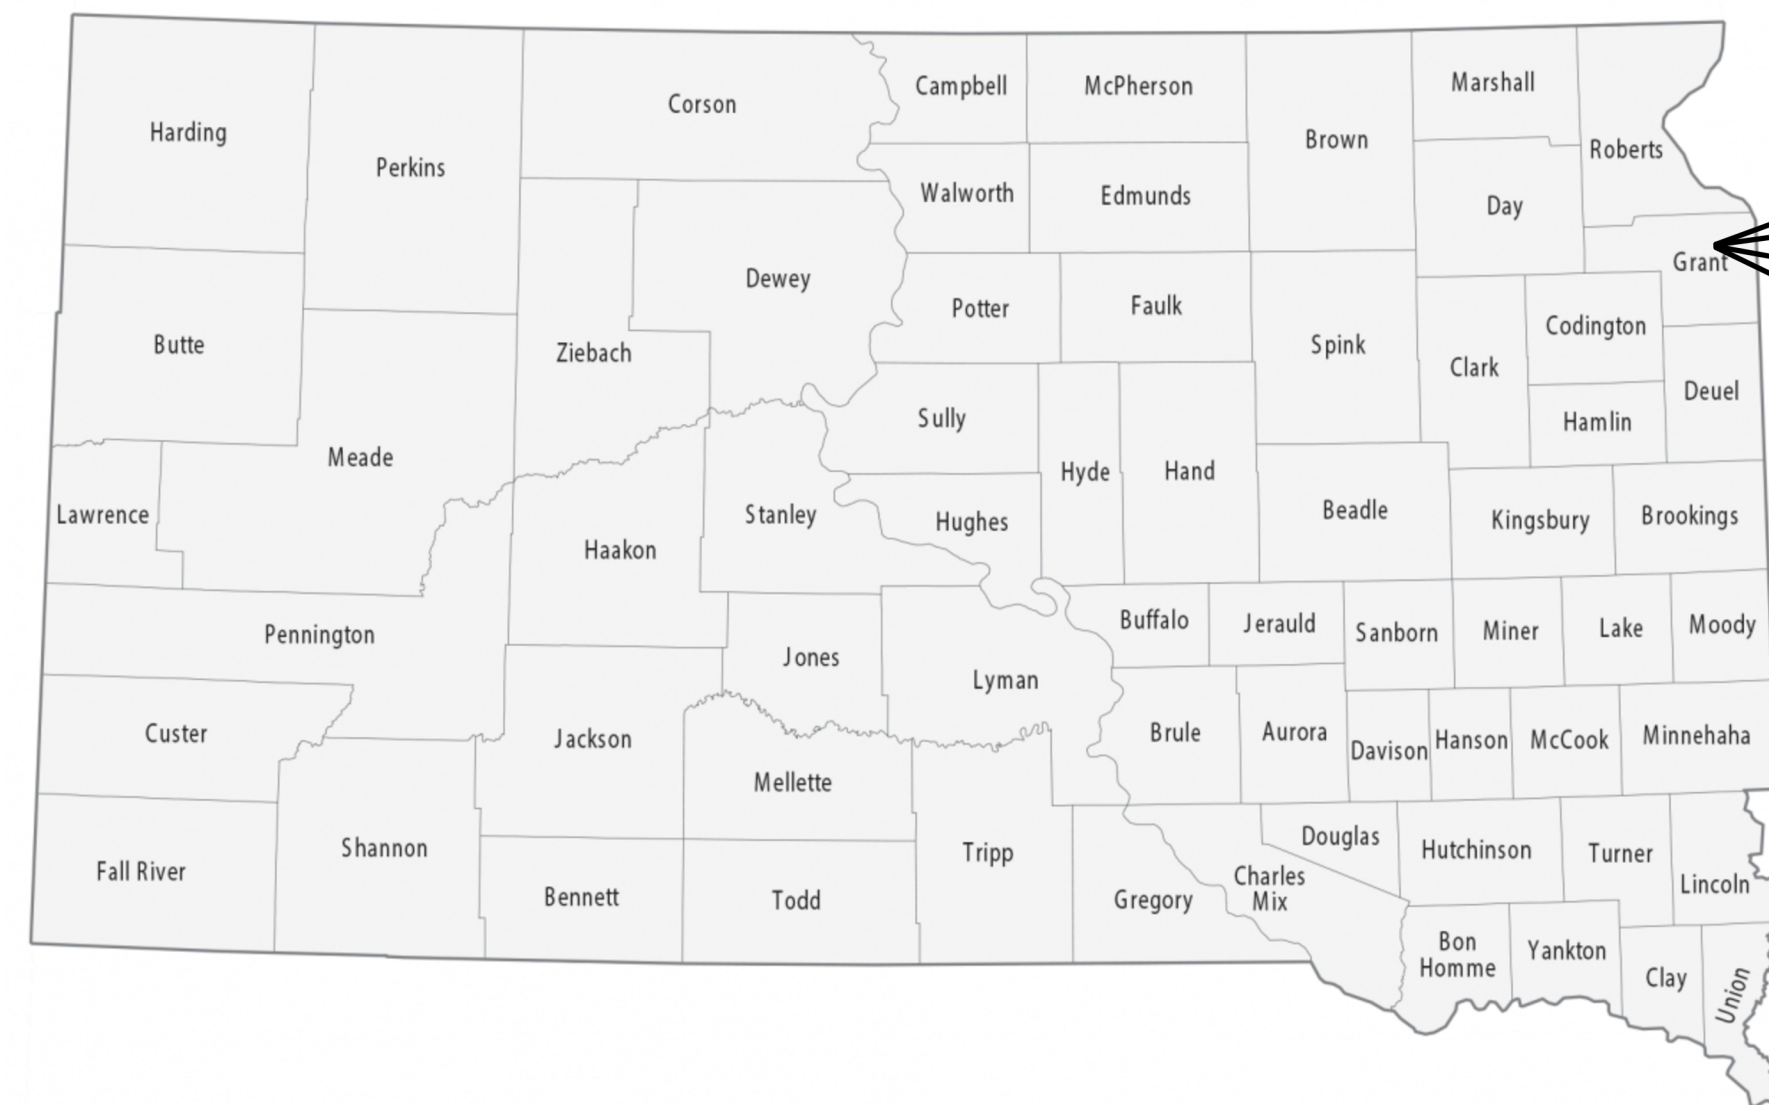 Harding
Perkins
Corson
Campbell
McPherson
Brown
Marshall
Roberts
Walworth
Edmunds
Day
Dewey
Grant
Butte
Ziebach
Potter
Faulk
Spink
Clark
Codington
Deuel
Hamlin
Meade
Sully
Hyde
Hand
Lawrence
Haakon
Stanley
Hughes
Beadle
Kingsbury
Brookings
Pennington
Jones
Lyman
Buffalo
Jerauld
Sanborn
Miner
Lake
Moody
Custer
Jackson
Brule
Aurora
Davison
Hanson
McCook
Minnehaha
Mellette
Fall River
Shannon
Bennett
Todd
Tripp
Gregory
Charles
Mix
Douglas
Hutchinson
Turner
Lincoln
Bon
Homme
Yankton
Clay
Union